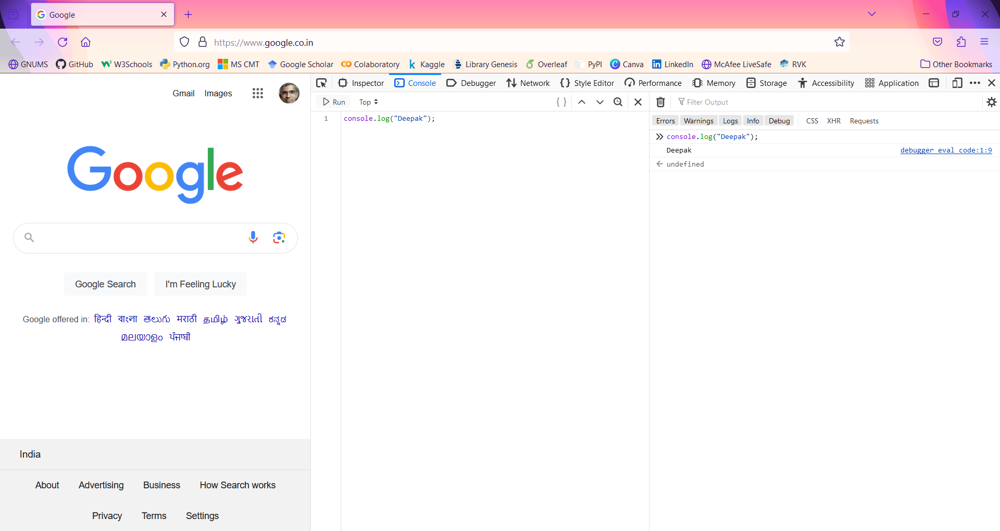 Google
https://www.google.co.in
GNUMS GitHub W3Schools Python.org MS CMT Google Scholar Colaboratory Kaggle Library Genesis Overleaf PyPI Canva LinkedIn McAfee LiveSafe RVK Other Bookmarks
Gmail Images
Google
Google Search I'm Feeling Lucky
Google offered in: हिन्दी বাংলা తెలుగు मराठी தமிழ் ગુજરાતી ಕನ್ನಡ
മലയാളം ਪੰਜਾਬੀ
India
About Advertising Business How Search works
Privacy Terms Settings
Inspector Console Debugger Network Style Editor Performance Memory Storage Accessibility Application
Run Top
1 console.log("Deepak");
Filter Output
Errors Warnings Logs Info Debug CSS XHR Requests
console.log("Deepak");
Deepak debugger eval code:1:9
undefined